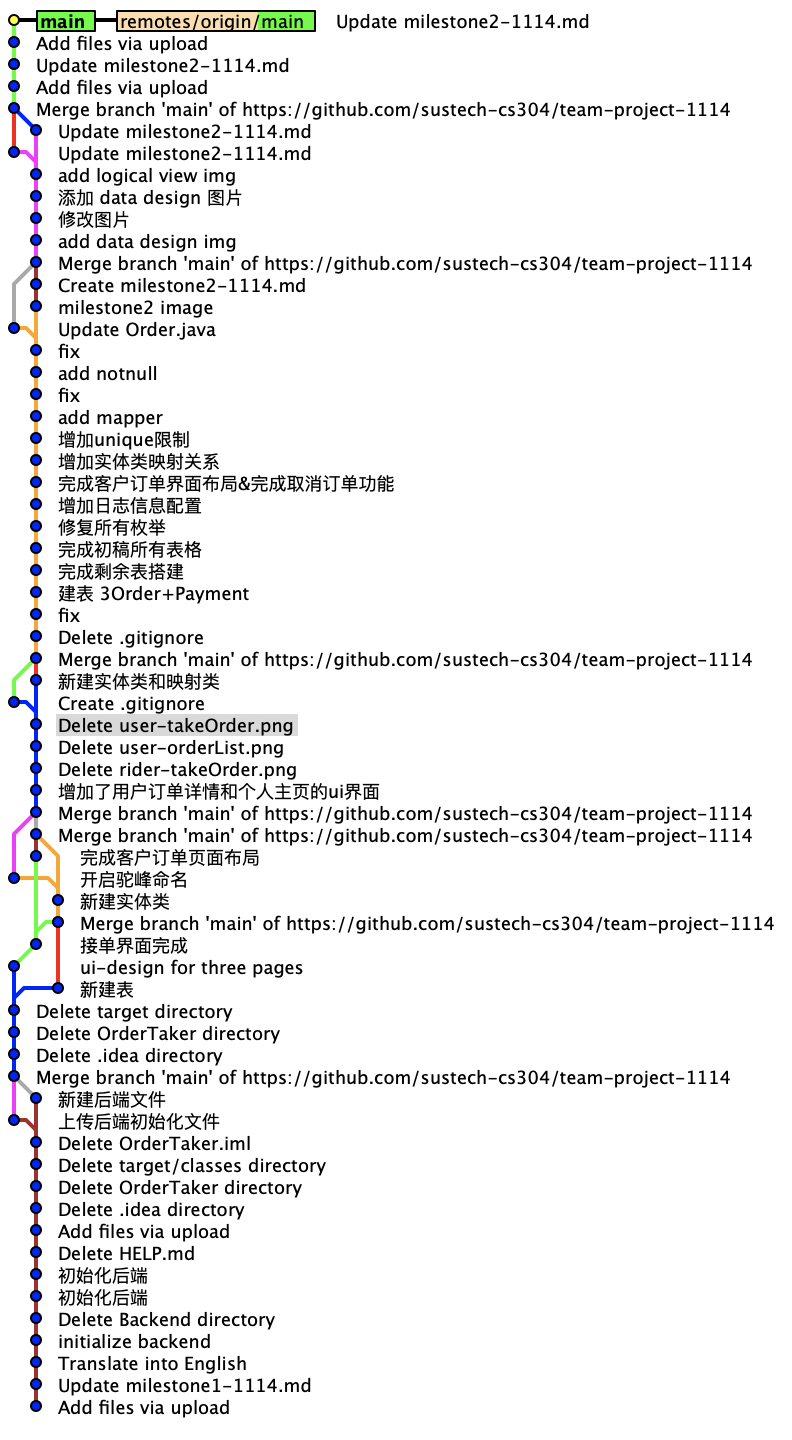 main remotes/origin/main Update milestone2-1114.md
Add files via upload
Update milestone2-1114.md
Add files via upload
Merge branch 'main' of https://github.com/sustech-cs304/team-project-1114
Update milestone2-1114.md
Update milestone2-1114.md
add logical view img
添加 data design 图片
修改图片
add data design img
Merge branch 'main' of https://github.com/sustech-cs304/team-project-1114
Create milestone2-1114.md
milestone2 image
Update Order.java
fix
add notnull
fix
add mapper
增加unique限制
增加实体类映射关系
完成客户订单界面布局&完成取消订单功能
增加日志信息配置
修复所有枚举
完成初稿所有表格
完成剩余表搭建
建表 3Order+Payment
fix
Delete .gitignore
Merge branch 'main' of https://github.com/sustech-cs304/team-project-1114
新建实体类和映射类
Create .gitignore
Delete user-takeOrder.png
Delete user-orderList.png
Delete rider-takeOrder.png
增加了用户订单详情和个人主页的ui界面
Merge branch 'main' of https://github.com/sustech-cs304/team-project-1114
Merge branch 'main' of https://github.com/sustech-cs304/team-project-1114
完成客户订单页面布局
开启驼峰命名
新建实体类
Merge branch 'main' of https://github.com/sustech-cs304/team-project-1114
接单界面完成
ui-design for three pages
新建表
Delete target directory
Delete OrderTaker directory
Delete .idea directory
Merge branch 'main' of https://github.com/sustech-cs304/team-project-1114
新建后端文件
上传后端初始化文件
Delete OrderTaker.iml
Delete target/classes directory
Delete OrderTaker directory
Delete .idea directory
Add files via upload
Delete HELP.md
初始化后端
初始化后端
Delete Backend directory
initialize backend
Translate into English
Update milestone1-1114.md
Add files via upload